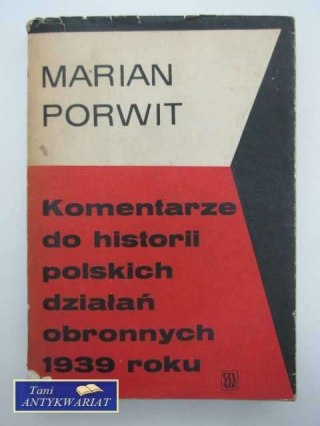 MARIAN
PORWIT
Komentarze
do historii
polskich
działań
obronnych
1939 roku
Tani
ANTYKWARIAT